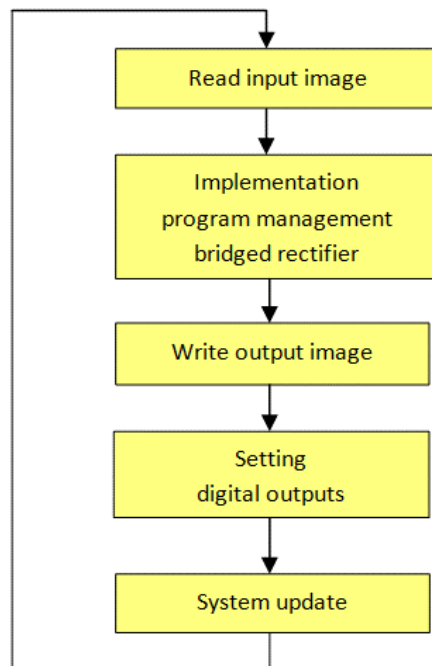 Read input image
Implementation
program management
bridged rectifier
Write output image
Setting
digital outputs
System update